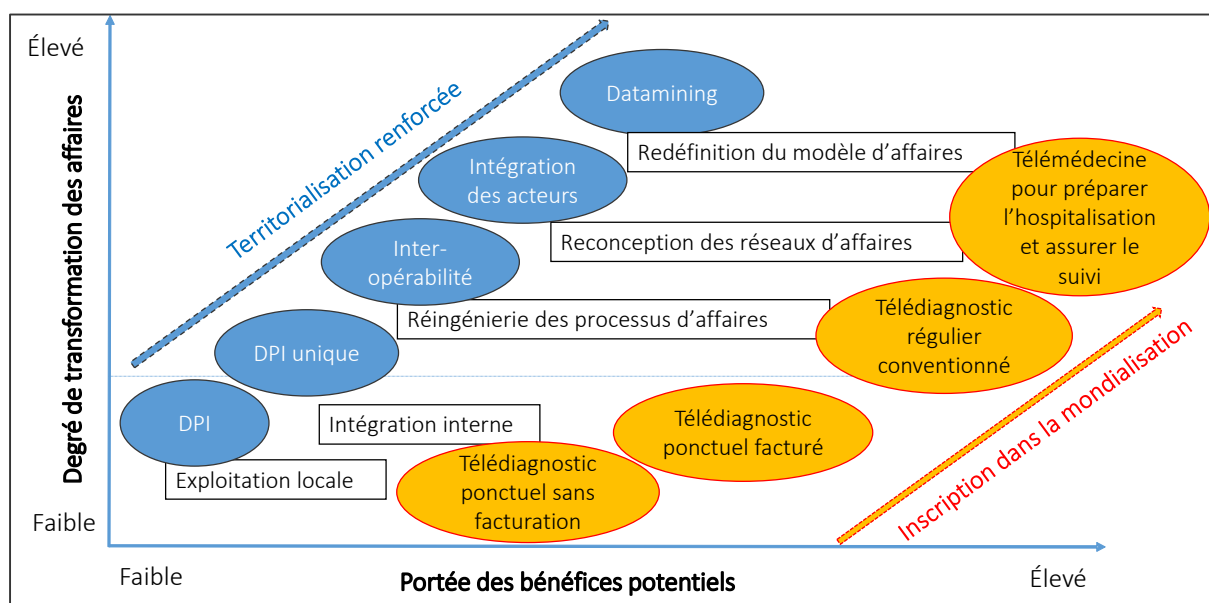 Élevé
Degré de transformation des affaires
Faible
Territorialisation renforcée
Datamining
Redéfinition du modèle d'affaires
Intégration
des acteurs
Télémédecine
pour préparer
l'hospitalisation
et assurer le
suivi
Reconception des réseaux d'affaires
Inter-
opérabilité
Réingénierie des processus d'affaires
Télédiagnostic
régulier
conventionné
DPI unique
DPI
Intégration interne
Télédiagnostic
ponctuel facturé
Exploitation locale
Télédiagnostic
ponctuel sans
facturation
Inscription dans la mondialisation
Faible
Portée des bénéfices potentiels
Élevé